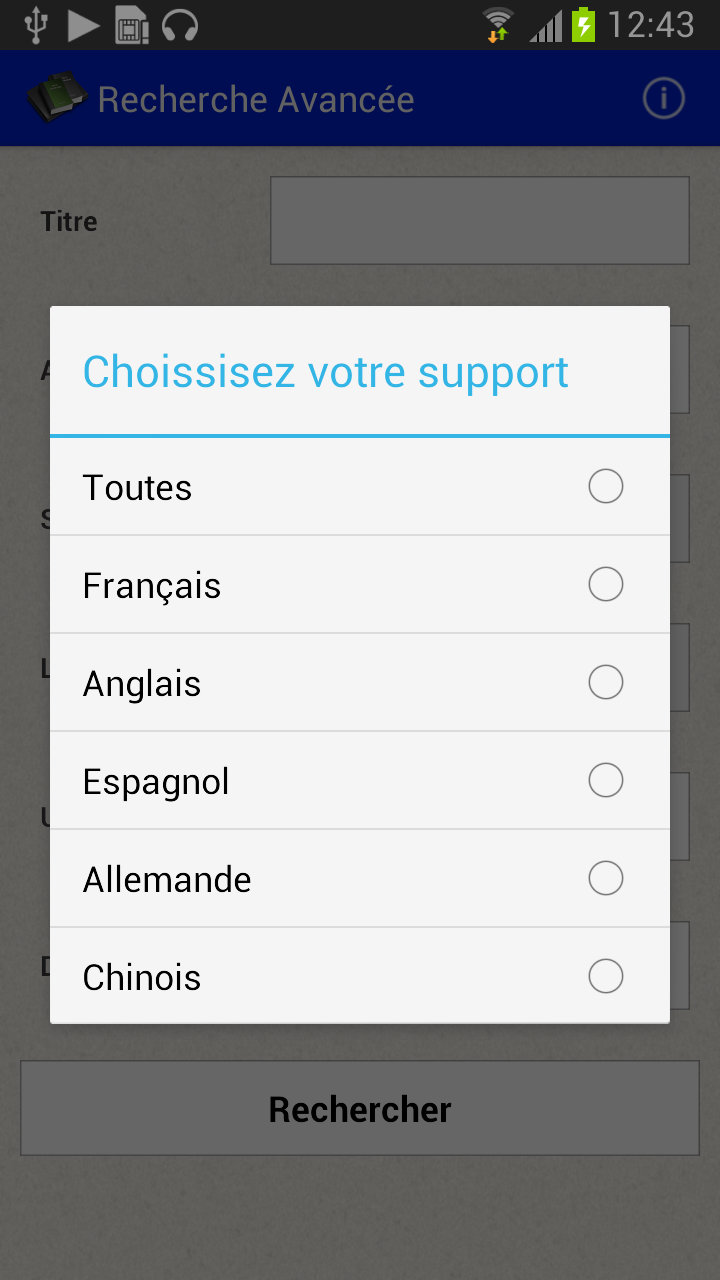 12:43
Recherche Avancée
Titre
Choissisez votre support
Toutes
Français
Anglais
Espagnol
Allemande
Chinois
Rechercher